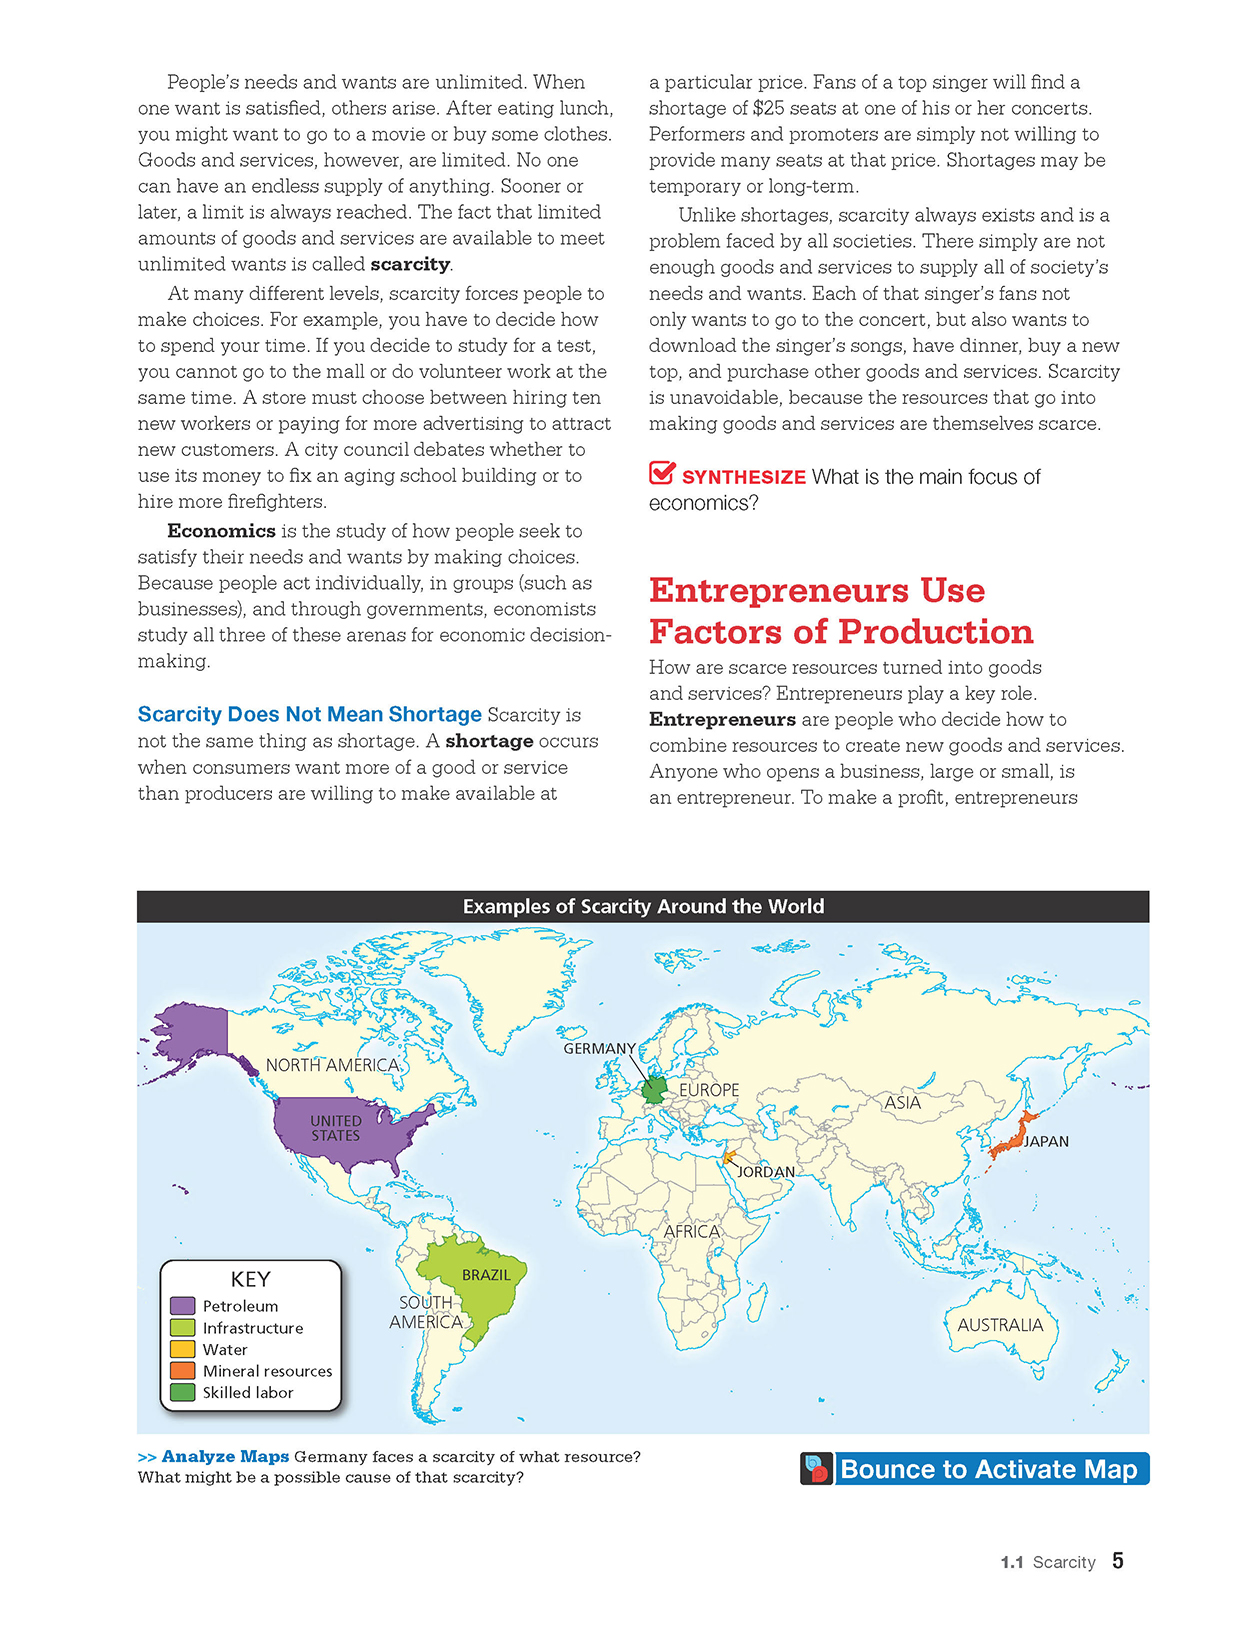 People's needs and wants are unlimited. When
one want is satisfied, others arise. After eating lunch,
you might want to go to a movie or buy some clothes.
Goods and services, however, are limited. No one
can have an endless supply of anything. Sooner or
later, a limit is always reached. The fact that limited
amounts of goods and services are available to meet
unlimited wants is called scarcity.
At many different levels, scarcity forces people to
make choices. For example, you have to decide how
to spend your time. If you decide to study for a test,
you cannot go to the mall or do volunteer work at the
same time. A store must choose between hiring ten
new workers or paying for more advertising to attract
new customers. A city council debates whether to
use its money to fix an aging school building or to
hire more firefighters.
Economics is the study of how people seek to
satisfy their needs and wants by making choices.
Because people act individually, in groups (such as
businesses), and through governments, economists
study all three of these arenas for economic decision-
making.
Scarcity Does Not Mean Shortage Scarcity is
not the same thing as shortage. A shortage occurs
when consumers want more of a good or service
than producers are willing to make available at
a particular price. Fans of a top singer will find a
shortage of $25 seats at one of his or her concerts.
Performers and promoters are simply not willing to
provide many seats at that price. Shortages may be
temporary or long-term.
Unlike shortages, scarcity always exists and is a
problem faced by all societies. There simply are not
enough goods and services to supply all of society's
needs and wants. Each of that singer's fans not
only wants to go to the concert, but also wants to
download the singer's songs, have dinner, buy a new
top, and purchase other goods and services. Scarcity
is unavoidable, because the resources that go into
making goods and services are themselves scarce.
SYNTHESIZE What is the main focus of
economics?
Entrepreneurs Use
Factors of Production
How are scarce resources turned into goods
and services? Entrepreneurs play a key role.
Entrepreneurs are people who decide how to
combine resources to create new goods and services.
Anyone who opens a business, large or small, is
an entrepreneur. To make a profit, entrepreneurs
Examples of Scarcity Around the World
GERMANY
NORTH AMERICA
EUROPE
ASIA
UNITED
STATES
JAPAN
JORDAN
AFRICA
BRAZIL
SOUTH
AMERICA
AUSTRALIA
KEY
Petroleum
Infrastructure
Water
Mineral resources
Skilled labor
>> Analyze Maps Germany faces a scarcity of what resource?
What might be a possible cause of that scarcity?
Bounce to Activate Map
1.1 Scarcity 5